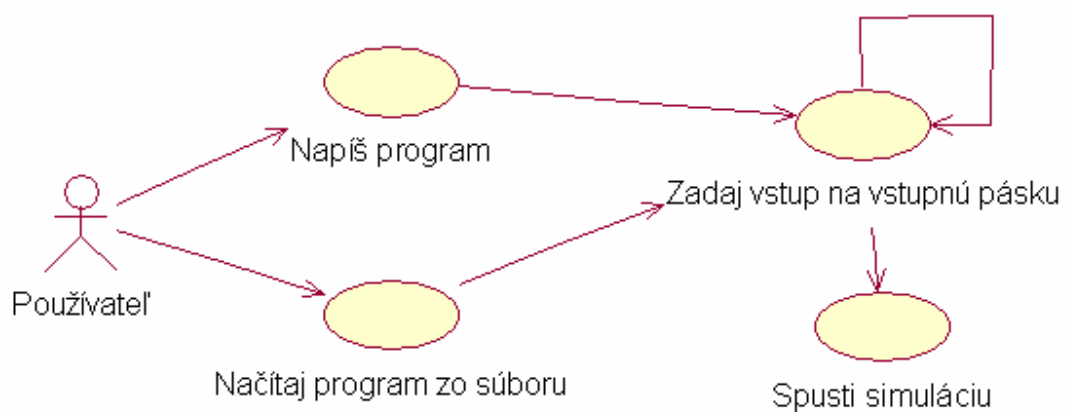 Napíš program
Zadaj vstup na vstupnú pásku
Používateľ
Načítaj program zo súboru
Spusti simuláciu